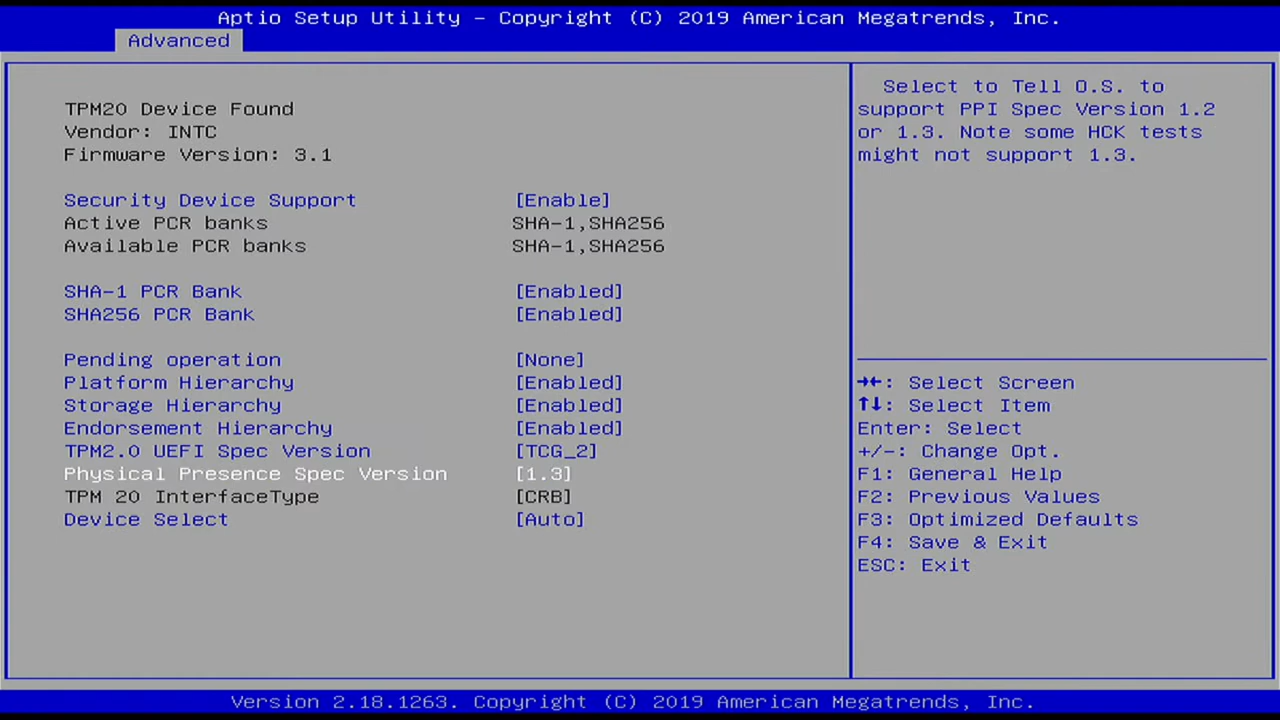 Aptio Setup Utility – Copyright (C) 2019 American Megatrends, Inc.
Advanced
TPM20 Device Found
Vendor: INTC
Firmware Version: 3.1
Security Device Support [Enable]
Active PCR banks SHA-1,SHA256
Available PCR banks SHA-1,SHA256
SHA-1 PCR Bank [Enabled]
SHA256 PCR Bank [Enabled]
Pending operation [None]
Platform Hierarchy [Enabled]
Storage Hierarchy [Enabled]
Endorsement Hierarchy [Enabled]
TPM2.0 UEFI Spec Version [TCG_2]
Physical Presence Spec Version [1.3]
TPM 20 InterfaceType [CRB]
Device Select [Auto]
Select to Tell O.S. to
support PPI Spec Version 1.2
or 1.3. Note some HCK tests
might not support 1.3.
→←: Select Screen
↑↓: Select Item
Enter: Select
+/-: Change Opt.
F1: General Help
F2: Previous Values
F3: Optimized Defaults
F4: Save & Exit
ESC: Exit
Version 2.18.1263. Copyright (C) 2019 American Megatrends, Inc.